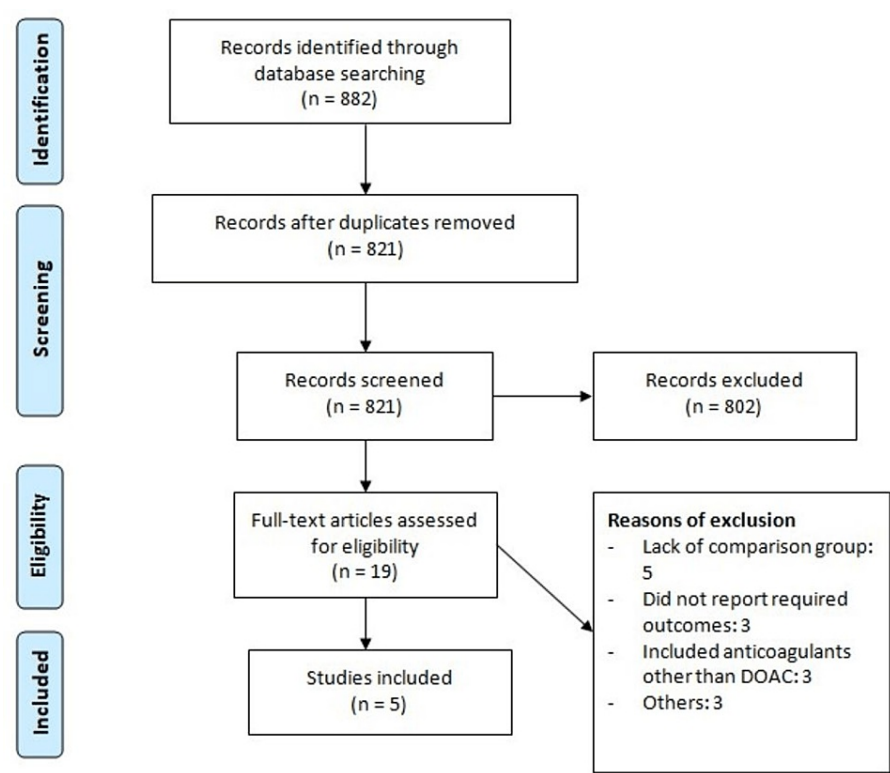 Identification
Records identified through
database searching
(n = 882)
Screening
Records after duplicates removed
(n = 821)
Records screened
(n = 821)
Records excluded
(n = 802)
Eligibility
Full-text articles assessed
for eligibility
(n = 19)
Reasons of exclusion
- Lack of comparison group:
5
- Did not report required
outcomes: 3
- Included anticoagulants
other than DOAC: 3
- Others: 3
Included
Studies included
(n = 5)